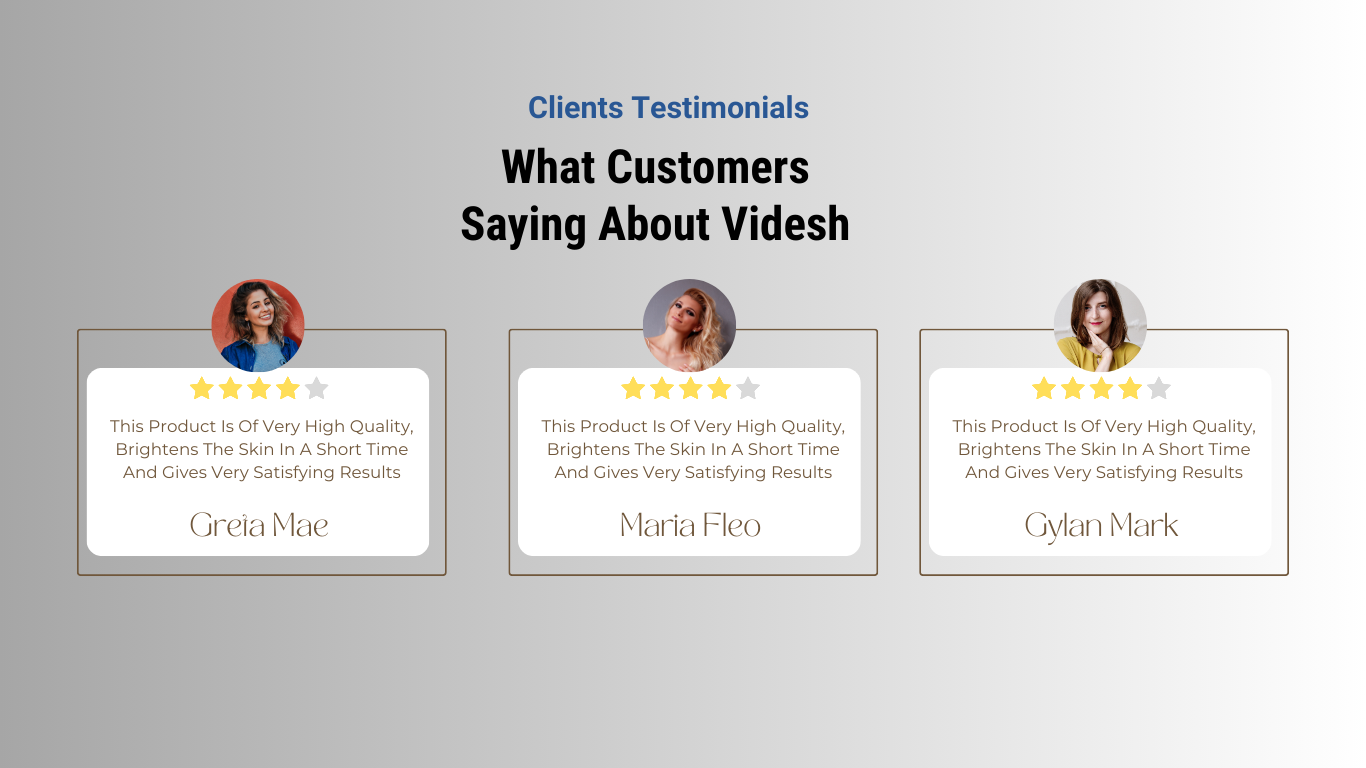 Clients Testimonials
What Customers
Saying About Videsh
This Product Is Of Very High Quality,
Brightens The Skin In A Short Time
And Gives Very Satisfying Results
Greta Mae
This Product Is Of Very High Quality,
Brightens The Skin In A Short Time
And Gives Very Satisfying Results
Maria Fleo
This Product Is Of Very High Quality,
Brightens The Skin In A Short Time
And Gives Very Satisfying Results
Gylan Mark